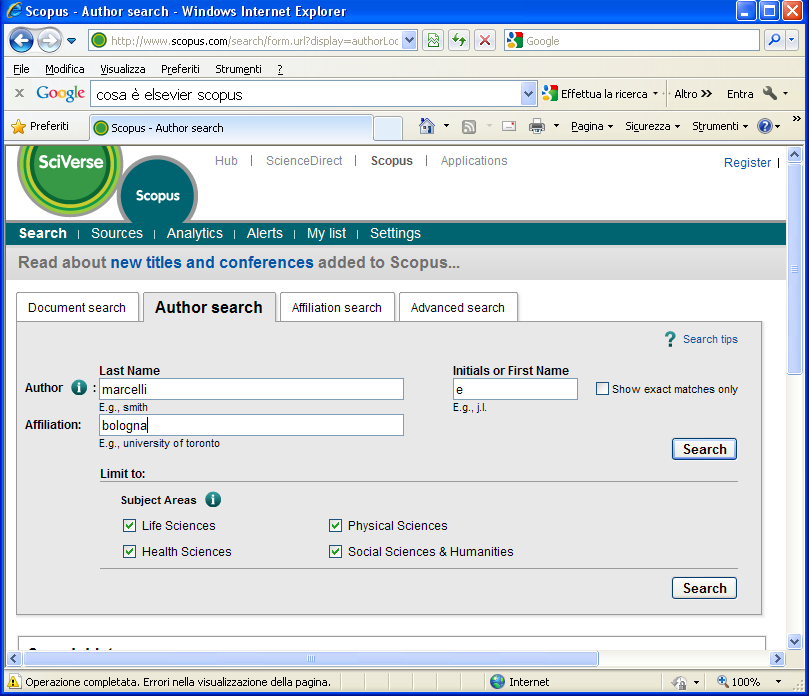 Scopus - Author search - Windows Internet Explorer
http://www.scopus.com/search/form.url?display=authorLoo
Google
File Modifica Visualizza Preferiti Strumenti ?
x Google cosa è elsevier scopus Effettua la ricerca Altro >> Entra
Preferiti Scopus - Author search Pagina Sicurezza Strumenti ? >>
SciVerse Scopus
Hub | ScienceDirect | Scopus | Applications
Register |
Search | Sources | Analytics | Alerts | My list | Settings
Read about new titles and conferences added to Scopus...
Document search Author search Affiliation search Advanced search
? Search tips
Last Name Initials or First Name
Author i : marcelli e Show exact matches only
E.g., smith E.g., j.l.
Affiliation: bologna
E.g., university of toronto
Search
Limit to:
Subject Areas i
Life Sciences Physical Sciences
Health Sciences Social Sciences & Humanities
Search
Operazione completata. Errori nella visualizzazione della pagina. Internet 100%